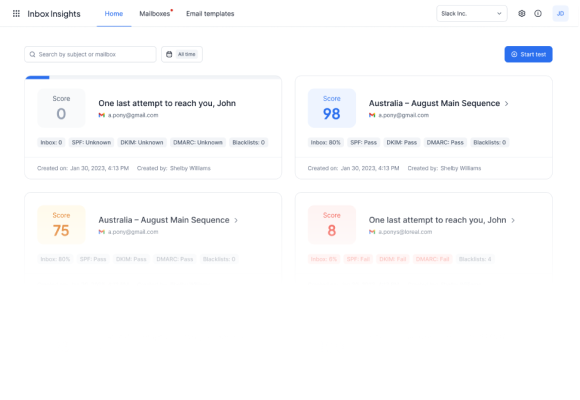 Inbox Insights Home Mailboxes Email templates Slack Inc. JD
Search by subject or mailbox All time Start test
Score
0
One last attempt to reach you, John
a.pony@gmail.com
Inbox: 0 SPF: Unknown DKIM: Unknown DMARC: Unknown Blacklists: 0
Created on: Jan 30, 2023, 4:13 PM Created by: Shelby Williams
Score
98
Australia – August Main Sequence
a.pony@gmail.com
Inbox: 80% SPF: Pass DKIM: Pass DMARC: Pass Blacklists: 0
Created on: Jan 30, 2023, 4:13 PM Created by: Shelby Williams
Score
75
Australia – August Main Sequence
a.pony@gmail.com
Inbox: 80% SPF: Pass DKIM: Pass DMARC: Pass Blacklists: 0
Score
8
One last attempt to reach you, John
a.ponys@loreal.com
Inbox: 5% SPF: Fail DKIM: Fail DMARC: Fail Blacklists: 4